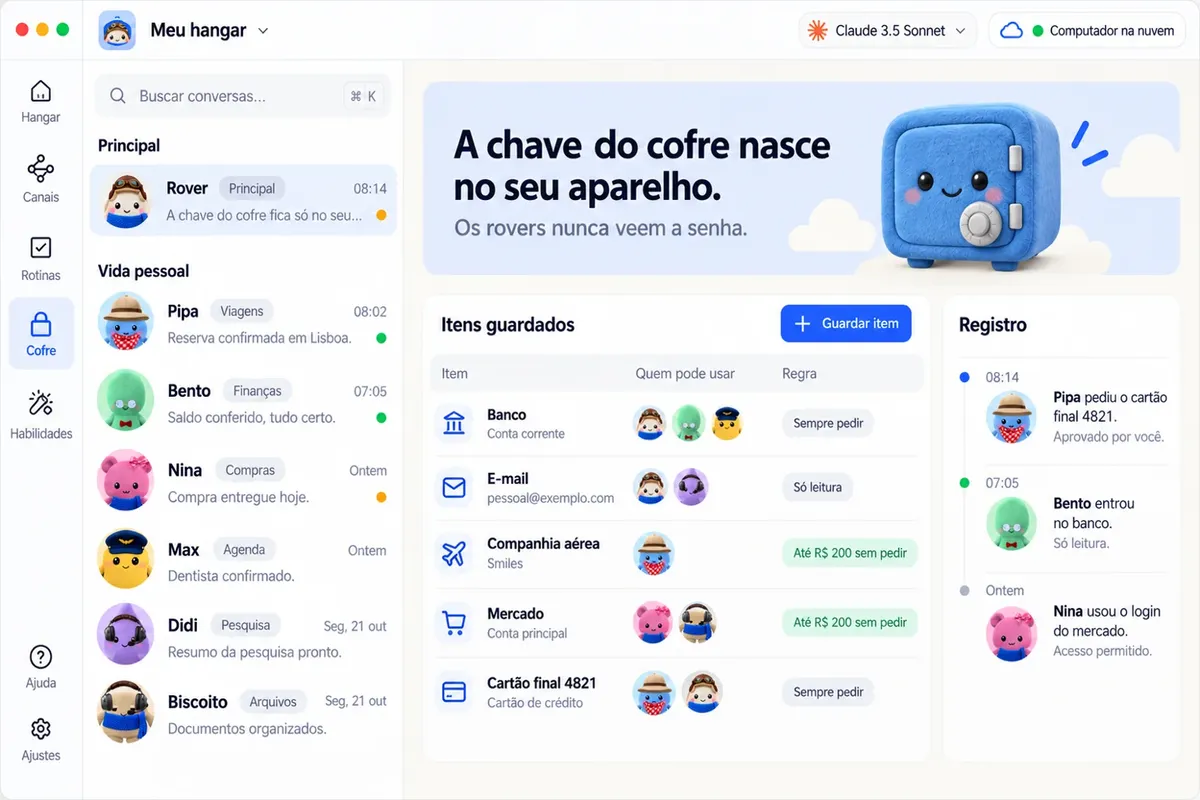 Meu hangar
Claude 3.5 Sonnet
Computador na nuvem
Hangar
Canais
Rotinas
Cofre
Habilidades
Ajuda
Ajustes
Buscar conversas...
⌘ K
Principal
Rover Principal 08:14
A chave do cofre fica só no seu...
Vida pessoal
Pipa Viagens 08:02
Reserva confirmada em Lisboa.
Bento Finanças 07:05
Saldo conferido, tudo certo.
Nina Compras Ontem
Compra entregue hoje.
Max Agenda Ontem
Dentista confirmado.
Didi Pesquisa Seg, 21 out
Resumo da pesquisa pronto.
Biscoito Arquivos Seg, 21 out
Documentos organizados.
A chave do cofre nasce
no seu aparelho.
Os rovers nunca veem a senha.
Itens guardados
+ Guardar item
Item Quem pode usar Regra
Banco
Conta corrente
Sempre pedir
E-mail
pessoal@exemplo.com
Só leitura
Companhia aérea
Smiles
Até R$ 200 sem pedir
Mercado
Conta principal
Até R$ 200 sem pedir
Cartão final 4821
Cartão de crédito
Sempre pedir
Registro
08:14
Pipa pediu o cartão
final 4821.
Aprovado por você.
07:05
Bento entrou
no banco.
Só leitura.
Ontem
Nina usou o login
do mercado.
Acesso permitido.